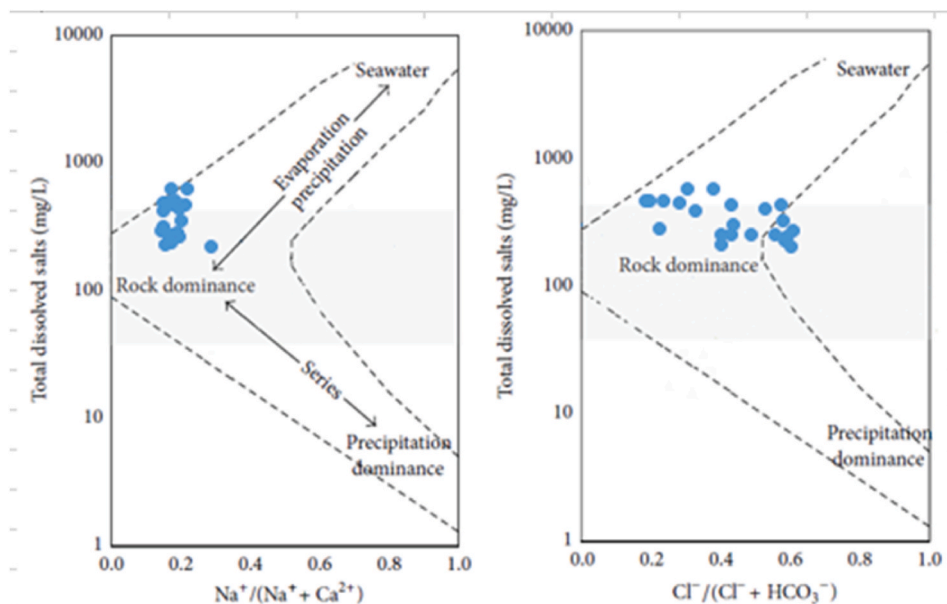 10000
1000
100
10
1
Total dissolved salts (mg/L)
Seawater
Evaporation
precipitation
Rock dominance
Series
Precipitation
dominance
0.0 0.2 0.4 0.6 0.8 1.0
Na⁺/(Na⁺ + Ca²⁺)
10000
1000
100
10
1
Total dissolved salts (mg/L)
Seawater
Rock dominance
Precipitation
dominance
0.0 0.2 0.4 0.6 0.8 1.0
Cl⁻/(Cl⁻ + HCO₃⁻)